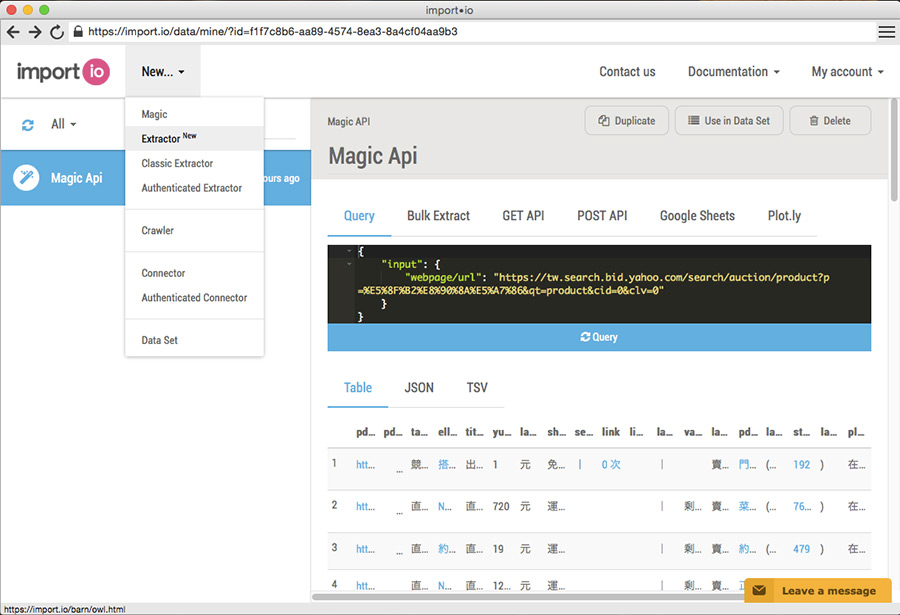 import•io
https://import.io/data/mine/?id=f1f7c8b6-aa89-4574-8ea3-8a4cf04aa9b3
import io
New...
Contact us
Documentation
My account
All
Magic
Extractor New
Classic Extractor
Authenticated Extractor
Crawler
Connector
Authenticated Connector
Data Set
Magic Api
ours ago
Magic API
Duplicate
Use in Data Set
Delete
Magic Api
Query
Bulk Extract
GET API
POST API
Google Sheets
Plot.ly
{
"input": {
"webpage/url": "https://tw.search.bid.yahoo.com/search/auction/product?p
=%E5%8F%B2%E8%90%8A%E5%A7%86&qt=product&cid=0&clv=0"
}
}
Query
Table
JSON
TSV
pd... pd... ta... ell... tit... yu... la... sh... se... link li... la... va... la... pd... la... st... la... pl...
1 htt... ...競... 搭... 出... 1 元 免... | 0 次 | 賣... 門... (... 192 ) 在...
2 htt... ... 直... N... 直... 720 元 運... | 剩... 賣... 菜... (... 76... ) 在...
3 htt... ... 直... 約... 直... 19 元 運... | 剩... 賣... 約... (... 479 ) 在...
4 htt... ... 直... N... 直... 12... 元 運... | 剩... 賣...
Leave a message
https://import.io/barn/owl.html